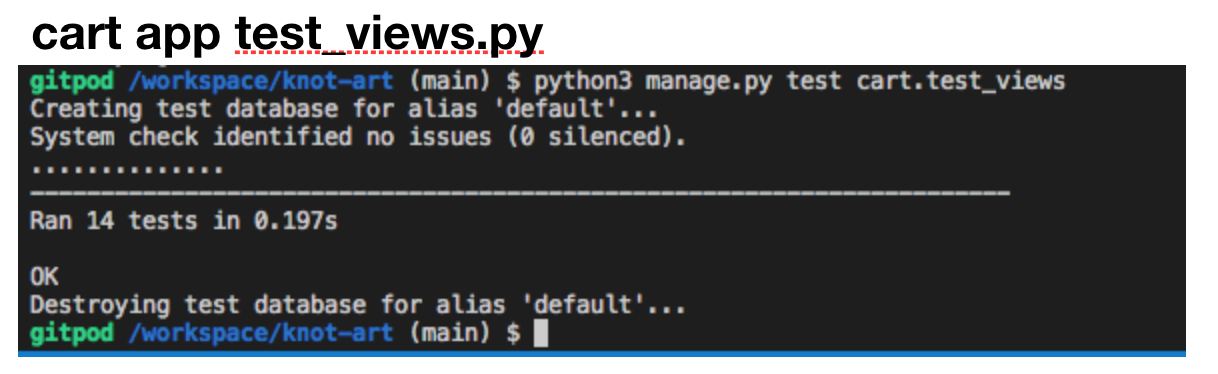 cart app test_views.py
gitpod /workspace/knot-art (main) $ python3 manage.py test cart.test_views
Creating test database for alias 'default'...
System check identified no issues (0 silenced).
..............
----------------------------------------------------------------------
Ran 14 tests in 0.197s
OK
Destroying test database for alias 'default'...
gitpod /workspace/knot-art (main) $